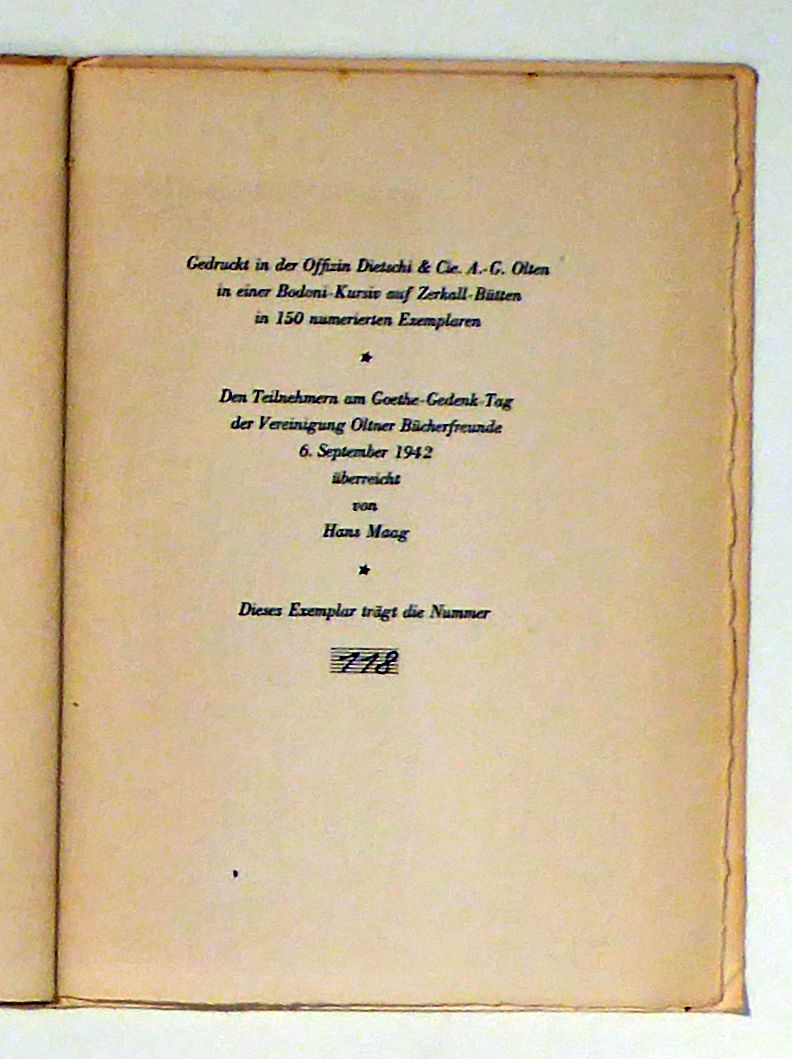 Gedruckt in der Offizin Dietschi & Cie. A.-G. Olten
in einer Bodoni-Kursiv auf Zerkall-Bütten
in 150 numerierten Exemplaren
★
Den Teilnehmern am Goethe-Gedenk-Tag
der Vereinigung Oltner Bücherfreunde
6. September 1942
überreicht
von
Hans Maag
★
Dieses Exemplar trägt die Nummer
118